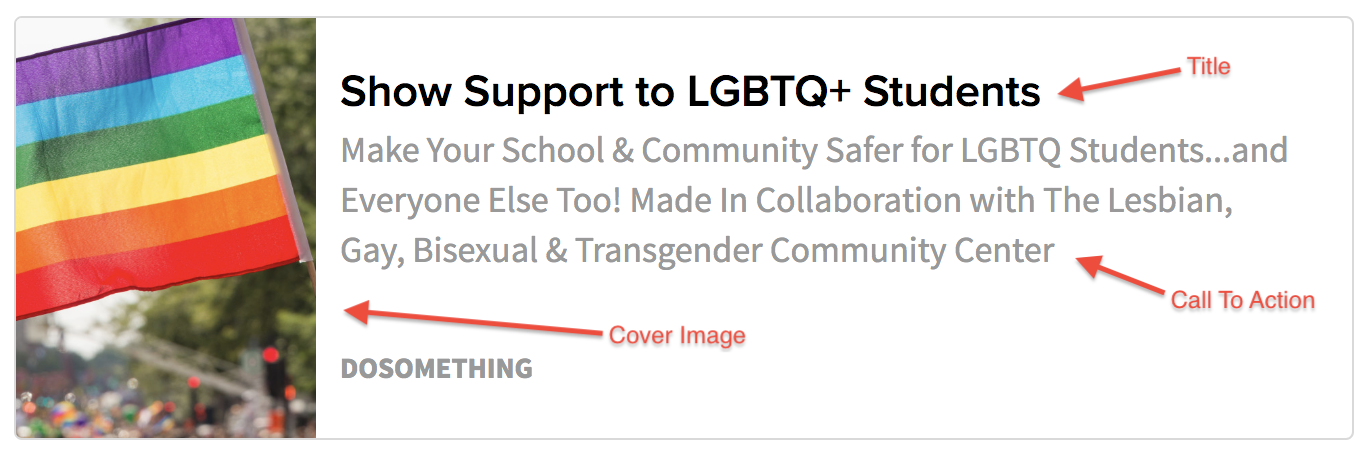 Show Support to LGBTQ+ Students
Title
Make Your School & Community Safer for LGBTQ Students...and
Everyone Else Too! Made In Collaboration with The Lesbian,
Gay, Bisexual & Transgender Community Center
Call To Action
Cover Image
DOSOMETHING